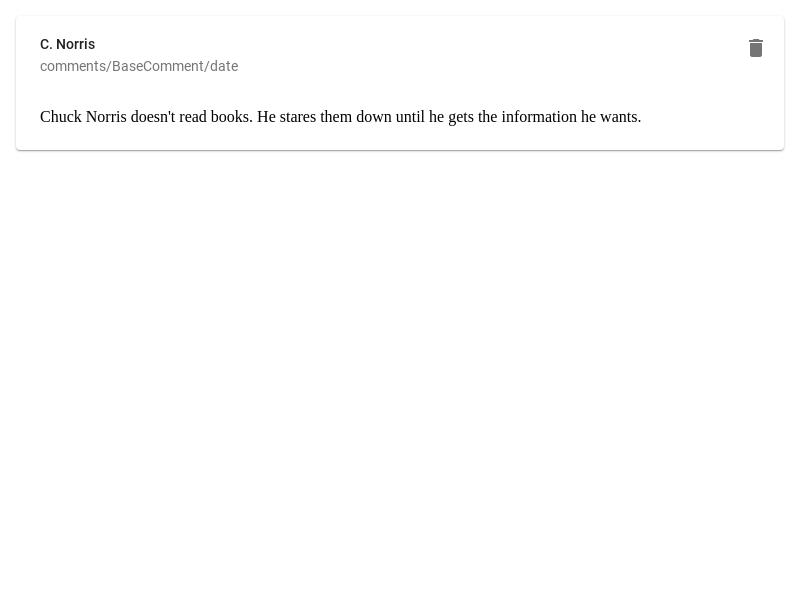 C. Norris
comments/BaseComment/date
Chuck Norris doesn't read books. He stares them down until he gets the information he wants.